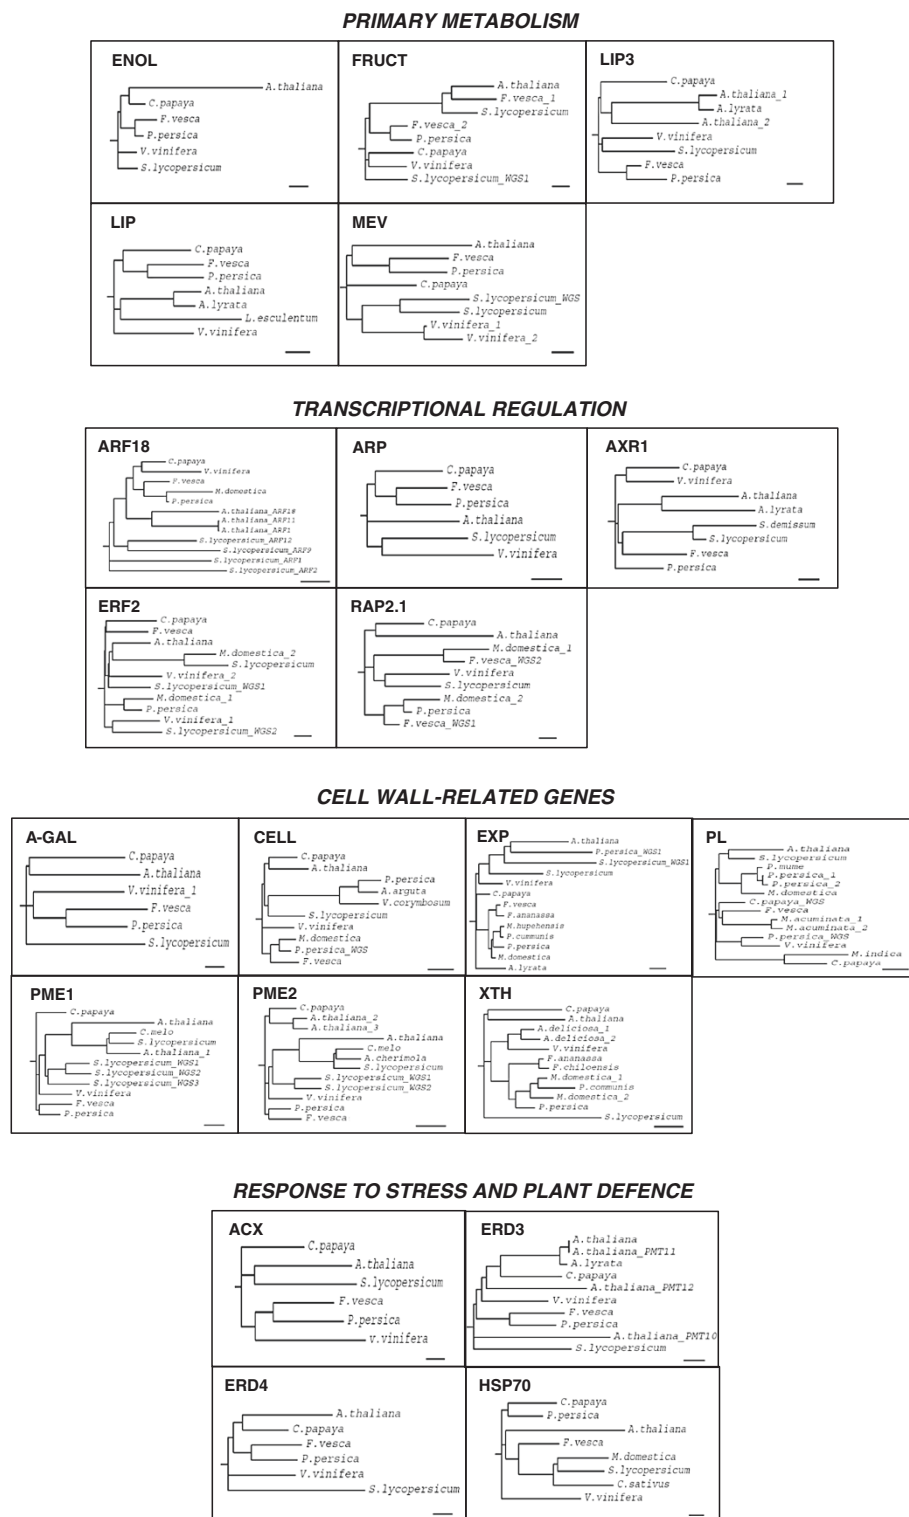 PRIMARY METABOLISM
ENOL
A.thaliana
C.papaya
F.vesca
P.persica
V.vinifera
S.lycopersicum
FRUCT
A.thaliana
F.vesca_1
S.lycopersicum
F.vesca_2
P.persica
C.papaya
V.vinifera
S.lycopersicum_WGS1
LIP3
C.papaya
A.thaliana_1
A.lyrata
A.thaliana_2
V.vinifera
S.lycopersicum
F.vesca
P.persica
LIP
C.papaya
F.vesca
P.persica
A.thaliana
A.lyrata
L.esculentum
V.vinifera
MEV
A.thaliana
F.vesca
P.persica
C.papaya
S.lycopersicum_WGS
S.lycopersicum
V.vinifera_1
V.vinifera_2
TRANSCRIPTIONAL REGULATION
ARF18
C.papaya
V.vinifera
F.vesca
M.domestica
P.persica
A.thaliana_ARF18
A.thaliana_ARF11
A.thaliana_ARF1
S.lycopersicum_ARF12
S.lycopersicum_ARF9
S.lycopersicum_ARF1
S.lycopersicum_ARF2
ARP
C.papaya
F.vesca
P.persica
A.thaliana
S.lycopersicum
V.vinifera
AXR1
C.papaya
V.vinifera
A.thaliana
A.lyrata
S.demissum
S.lycopersicum
F.vesca
P.persica
ERF2
C.papaya
F.vesca
A.thaliana
M.domestica_2
S.lycopersicum
V.vinifera_2
S.lycopersicum_WGS1
M.domestica_1
P.persica
V.vinifera_1
S.lycopersicum_WGS2
RAP2.1
C.papaya
A.thaliana
M.domestica_1
F.vesca_WGS2
V.vinifera
S.lycopersicum
M.domestica_2
P.persica
F.vesca_WGS1
CELL WALL-RELATED GENES
A-GAL
C.papaya
A.thaliana
V.vinifera_1
F.vesca
P.persica
S.lycopersicum
CELL
C.papaya
A.thaliana
P.persica
A.arguta
V.corymbosum
S.lycopersicum
V.vinifera
M.domestica
P.persica_WGS
F.vesca
EXP
A.thaliana
P.persica_WGS1
S.lycopersicum_WGS1
S.lycopersicum
V.vinifera
C.papaya
F.vesca
F.ananassa
M.hupehensis
P.communis
P.persica
M.domestica
A.lyrata
PL
A.thaliana
S.lycopersicum
P.mume
P.persica_1
P.persica_2
M.domestica
C.papaya_WGS
F.vesca
M.acuminata_1
M.acuminata_2
P.persica_WGS
V.vinifera
M.indica
C.papaya
PME1
C.papaya
A.thaliana
C.melo
S.lycopersicum
A.thaliana_1
S.lycopersicum_WGS1
S.lycopersicum_WGS2
S.lycopersicum_WGS3
V.vinifera
F.vesca
P.persica
PME2
C.papaya
A.thaliana_2
A.thaliana_3
A.thaliana
C.melo
A.cherimola
S.lycopersicum
S.lycopersicum_WGS1
S.lycopersicum_WGS2
V.vinifera
P.persica
F.vesca
XTH
C.papaya
A.thaliana
A.deliciosa_1
A.deliciosa_2
V.vinifera
F.ananassa
F.chiloensis
M.domestica_1
P.communis
M.domestica_2
P.persica
S.lycopersicum
RESPONSE TO STRESS AND PLANT DEFENCE
ACX
C.papaya
A.thaliana
S.lycopersicum
F.vesca
P.persica
v.vinifera
ERD3
A.thaliana
A.thaliana_PMT11
A.lyrata
C.papaya
A.thaliana_PMT12
V.vinifera
F.vesca
P.persica
A.thaliana_PMT10
S.lycopersicum
ERD4
A.thaliana
C.papaya
F.vesca
P.persica
V.vinifera
S.lycopersicum
HSP70
C.papaya
P.persica
A.thaliana
F.vesca
M.domestica
S.lycopersicum
C.sativus
V.vinifera